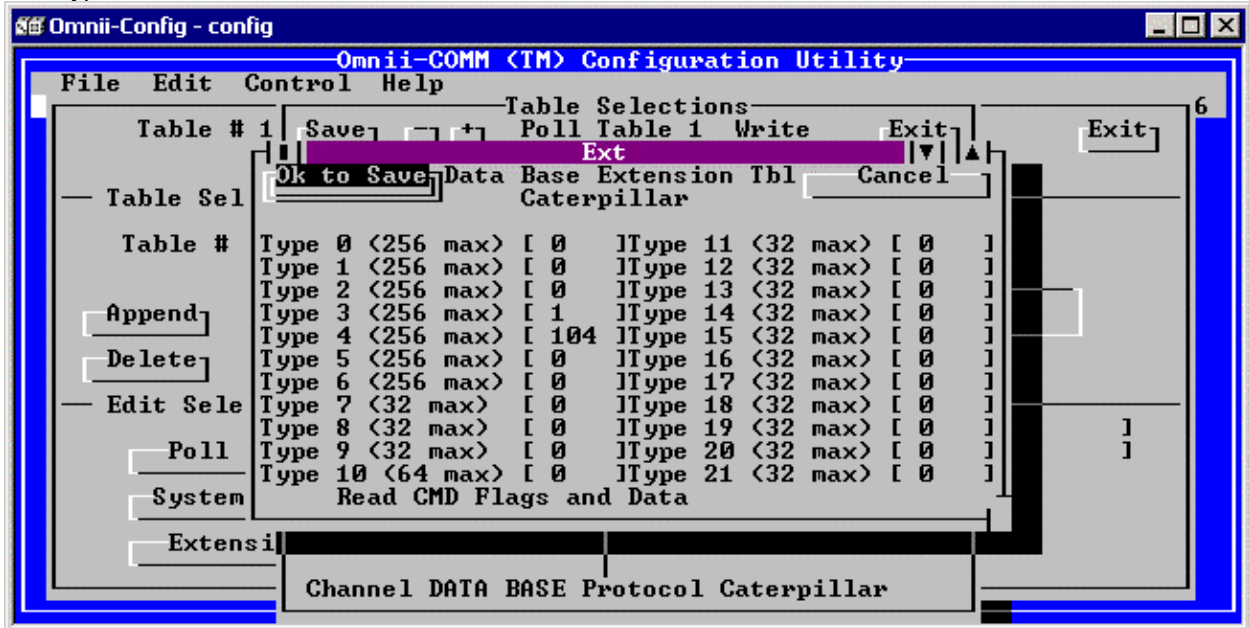 Omnii-Config - config
Omnii-COMM (TM) Configuration Utility
File Edit Control Help
Table Selections 6
Table # 1 Save - + Poll Table 1 Write Exit Exit
Ext
Ok to Save Data Base Extension Tbl Cancel
Table Sel Caterpillar
Table # Type 0 (256 max) [ 0 ]Type 11 (32 max) [ 0 ]
Type 1 (256 max) [ 0 ]Type 12 (32 max) [ 0 ]
Type 2 (256 max) [ 0 ]Type 13 (32 max) [ 0 ]
Append Type 3 (256 max) [ 1 ]Type 14 (32 max) [ 0 ]
Type 4 (256 max) [ 104 ]Type 15 (32 max) [ 0 ]
Delete Type 5 (256 max) [ 0 ]Type 16 (32 max) [ 0 ]
Type 6 (256 max) [ 0 ]Type 17 (32 max) [ 0 ]
Edit Sele Type 7 (32 max) [ 0 ]Type 18 (32 max) [ 0 ]
Type 8 (32 max) [ 0 ]Type 19 (32 max) [ 0 ] ]
Poll Type 9 (32 max) [ 0 ]Type 20 (32 max) [ 0 ] ]
Type 10 (64 max) [ 0 ]Type 21 (32 max) [ 0 ]
System Read CMD Flags and Data
Extensi
Channel DATA BASE Protocol Caterpillar